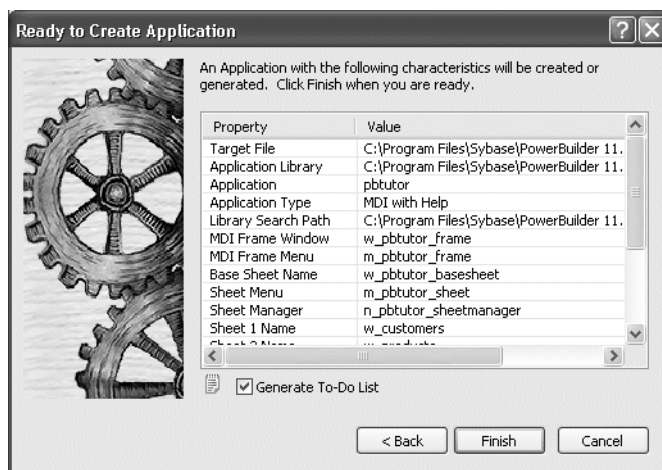 Ready to Create Application
An Application with the following characteristics will be created or
generated. Click Finish when you are ready.
Property Value
Target File C:\Program Files\Sybase\PowerBuilder 11.
Application Library C:\Program Files\Sybase\PowerBuilder 11.
Application pbtutor
Application Type MDI with Help
Library Search Path C:\Program Files\Sybase\PowerBuilder 11.
MDI Frame Window w_pbtutor_frame
MDI Frame Menu m_pbtutor_frame
Base Sheet Name w_pbtutor_basesheet
Sheet Menu m_pbtutor_sheet
Sheet Manager n_pbtutor_sheetmanager
Sheet 1 Name w_customers
Sheet 2 Name w_products
Generate To-Do List
< Back Finish Cancel